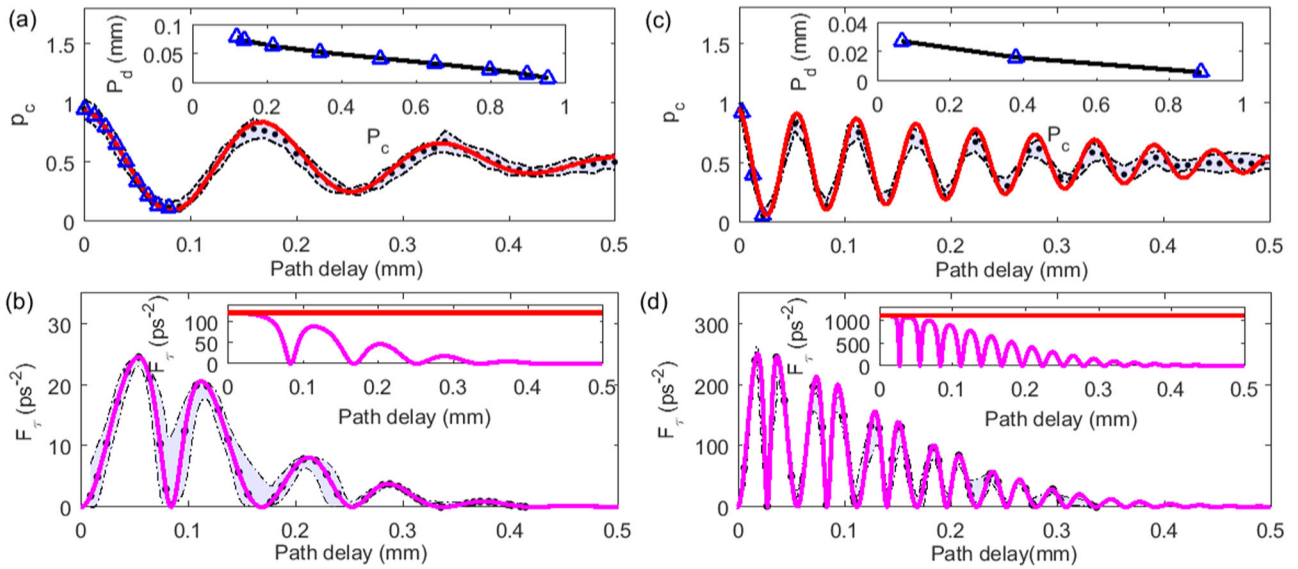 (a)
p_c
1.5
1
0.5
0
P_d (mm)
0.1
0.05
0
0 0.2 0.4 0.6 0.8 1
P_c
0 0.1 0.2 0.3 0.4 0.5
Path delay (mm)
(c)
p_c
1.5
1
0.5
0
P_d (mm)
0.04
0.02
0
0 0.2 0.4 0.6 0.8 1
P_c
0 0.1 0.2 0.3 0.4 0.5
Path delay (mm)
(b)
F_τ (ps⁻²)
30
20
10
0
F_τ (ps⁻²)
100
50
0
0 0.1 0.2 0.3 0.4 0.5
Path delay (mm)
0 0.1 0.2 0.3 0.4 0.5
Path delay (mm)
(d)
F_τ (ps⁻²)
300
200
100
0
F_τ (ps⁻²)
1000
500
0
0 0.1 0.2 0.3 0.4 0.5
Path delay (mm)
0 0.1 0.2 0.3 0.4 0.5
Path delay(mm)